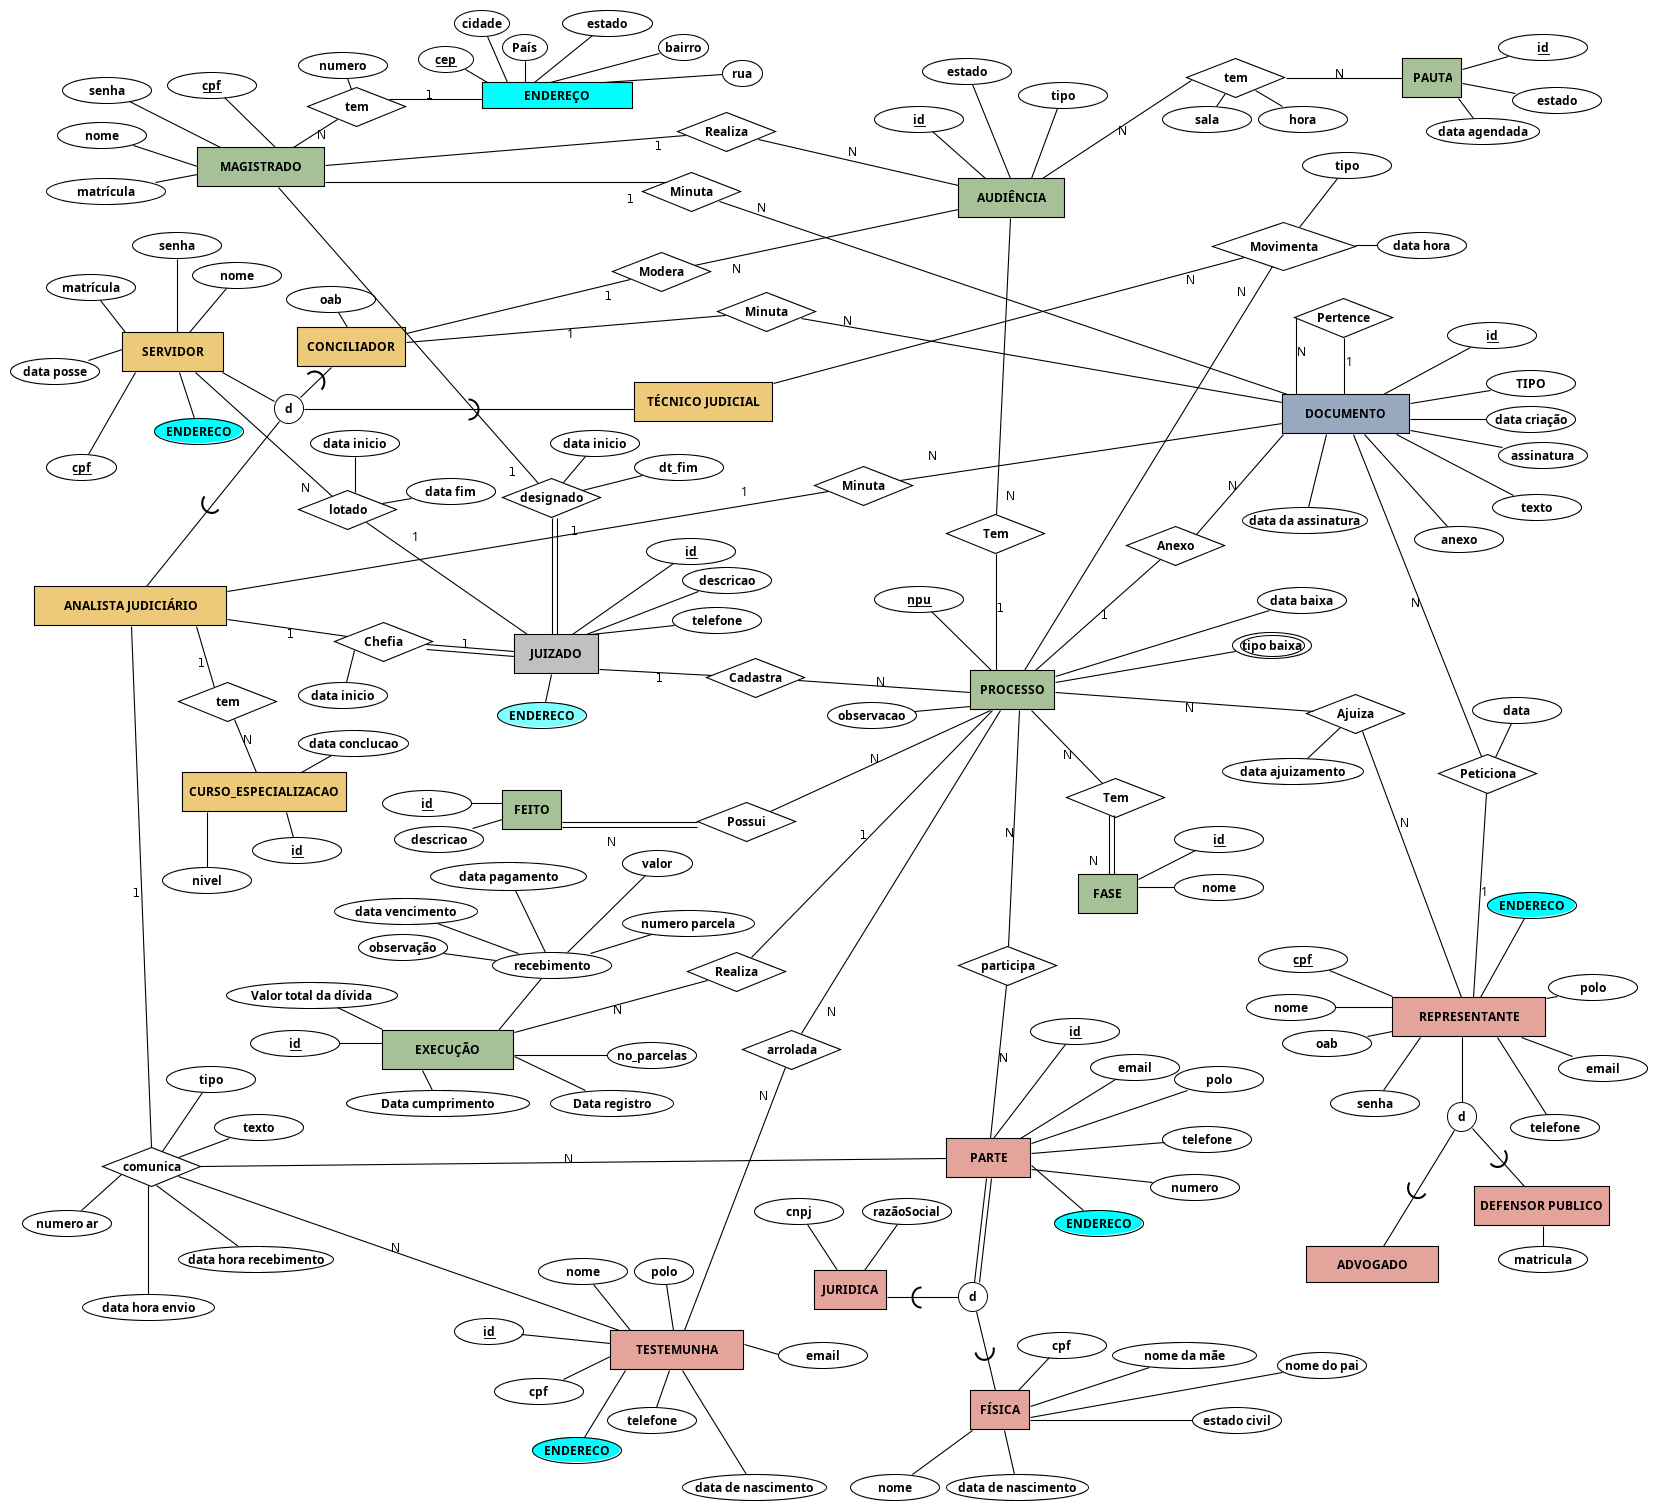 cidade
estado
País
bairro
cep
rua
numero
ENDEREÇO
tem
1
N
senha
cpf
nome
matrícula
MAGISTRADO
Realiza
1
N
Minuta
1
N
estado
tipo
id
AUDIÊNCIA
tem
N
N
sala
hora
PAUTA
id
estado
data agendada
tipo
Movimenta
data hora
N
N
senha
matrícula
nome
SERVIDOR
data posse
ENDERECO
cpf
oab
CONCILIADOR
d
Modera
1
N
Minuta
1
N
TÉCNICO JUDICIAL
Pertence
N
1
id
TIPO
DOCUMENTO
data criação
assinatura
texto
data da assinatura
anexo
data inicio
data fim
N
lotado
1
data inicio
dt_fim
1
designado
1
Minuta
1
N
Tem
N
1
Anexo
N
1
ANALISTA JUDICIÁRIO
id
descricao
telefone
JUIZADO
ENDERECO
Chefia
1
1
data inicio
Cadastra
1
N
npu
data baixa
tipo baixa
PROCESSO
observacao
N
Ajuiza
data ajuizamento
N
N
data
Peticiona
1
tem
1
N
data conclucao
CURSO_ESPECIALIZACAO
nivel
id
id
FEITO
descricao
N
Possui
N
N
Tem
N
id
FASE
nome
1
data pagamento
valor
data vencimento
numero parcela
observação
recebimento
Valor total da dívida
id
EXECUÇÃO
no_parcelas
Data cumprimento
Data registro
Realiza
1
N
arrolada
N
N
participa
N
N
ENDERECO
cpf
polo
nome
REPRESENTANTE
oab
email
senha
d
telefone
DEFENSOR PUBLICO
matricula
ADVOGADO
id
email
polo
telefone
PARTE
numero
ENDERECO
tipo
texto
comunica
N
numero ar
data hora recebimento
data hora envio
N
cnpj
razãoSocial
JURIDICA
d
nome
polo
id
TESTEMUNHA
email
cpf
telefone
ENDERECO
data de nascimento
cpf
nome da mãe
nome do pai
FÍSICA
estado civil
nome
data de nascimento